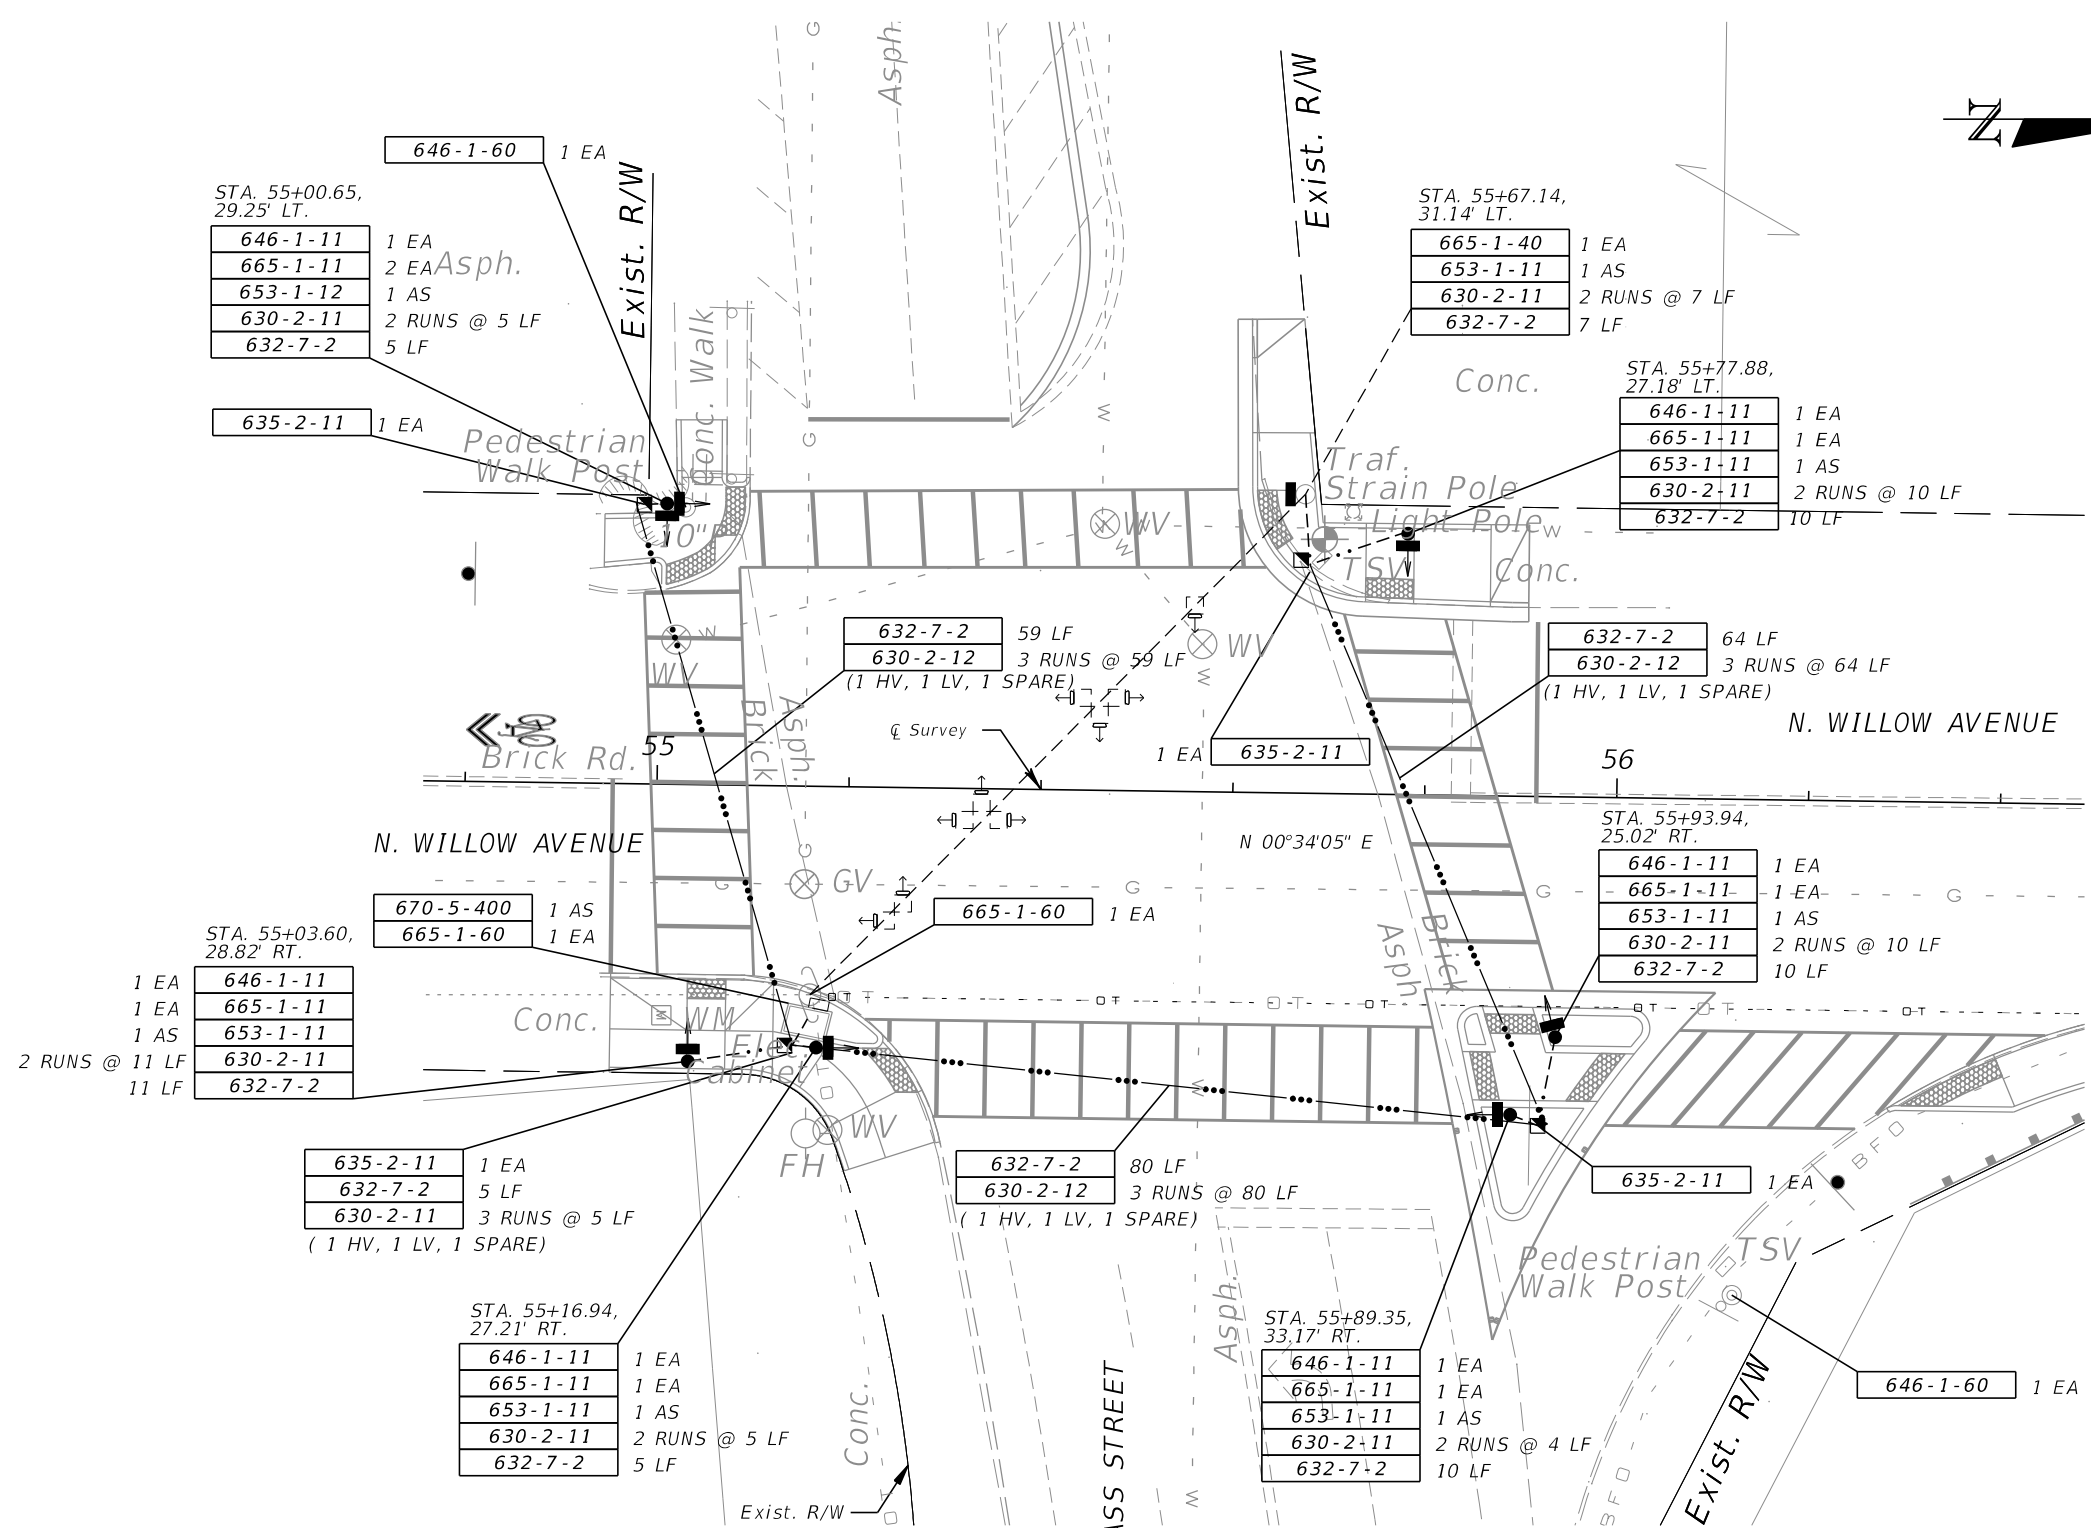 G
Asph.
Exist. R/W
N
646-1-60 1 EA
Exist. R/W
STA. 55+00.65,
29.25' LT.
646-1-11 1 EA
665-1-11 2 EA
653-1-12 1 AS
630-2-11 2 RUNS @ 5 LF
632-7-2 5 LF
Asph.
STA. 55+67.14,
31.14' LT.
665-1-40 1 EA
653-1-11 1 AS
630-2-11 2 RUNS @ 7 LF
632-7-2 7 LF
Conc.
STA. 55+77.88,
27.18' LT.
646-1-11 1 EA
665-1-11 1 EA
653-1-11 1 AS
630-2-11 2 RUNS @ 10 LF
632-7-2 10 LF
635-2-11 1 EA
Pedestrian
Walk Post
Conc. Walk
G
W
Traf.
Strain Pole
Light Pole
W
TSV
Conc.
10"P
WV
W
W
W
WV
WV
W
632-7-2 59 LF
630-2-12 3 RUNS @ 59 LF
(1 HV, 1 LV, 1 SPARE)
632-7-2 64 LF
630-2-12 3 RUNS @ 64 LF
(1 HV, 1 LV, 1 SPARE)
Brick
Asph.
℄ Survey
1 EA 635-2-11
N. WILLOW AVENUE
Brick Rd.
55
56
N. WILLOW AVENUE
N 00°34'05" E
STA. 55+93.94,
25.02' RT.
646-1-11 1 EA
665-1-11 1 EA
653-1-11 1 AS
630-2-11 2 RUNS @ 10 LF
632-7-2 10 LF
G
G
GV
G
G
G
670-5-400 1 AS
665-1-60 1 EA
665-1-60 1 EA
Asph
Brick
STA. 55+03.60,
28.82' RT.
1 EA 646-1-11
1 EA 665-1-11
1 AS 653-1-11
2 RUNS @ 11 LF 630-2-11
11 LF 632-7-2
Conc.
WM
Elec.
Cabinet
OT
OT
OT
OT
OT
OT
OT
OT
W
WV
FH
635-2-11 1 EA
632-7-2 5 LF
630-2-11 3 RUNS @ 5 LF
( 1 HV, 1 LV, 1 SPARE)
632-7-2 80 LF
630-2-12 3 RUNS @ 80 LF
( 1 HV, 1 LV, 1 SPARE)
635-2-11 1 EA
BFO
TSV
Pedestrian
Walk Post
STA. 55+16.94,
27.21' RT.
646-1-11 1 EA
665-1-11 1 EA
653-1-11 1 AS
630-2-11 2 RUNS @ 5 LF
632-7-2 5 LF
Asph.
STA. 55+89.35,
33.17' RT.
646-1-11 1 EA
665-1-11 1 EA
653-1-11 1 AS
630-2-11 2 RUNS @ 4 LF
632-7-2 10 LF
646-1-60 1 EA
Conc.
ASS STREET
W
Exist. R/W
Exist. R/W
BFO